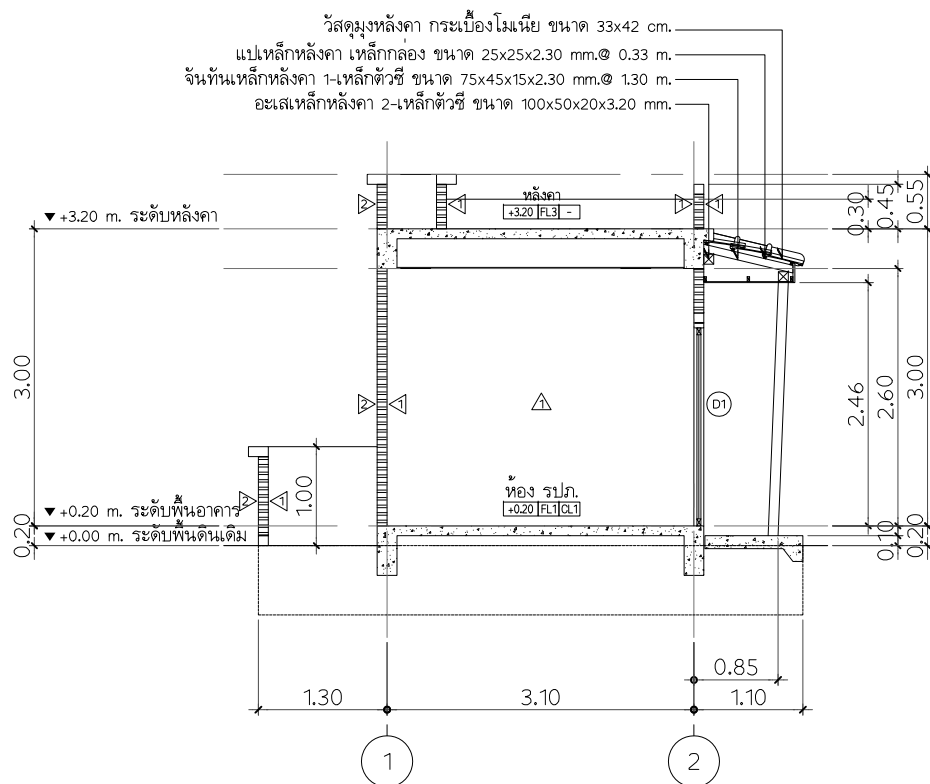 วัสดุมุงหลังคา กระเบื้องโมเนีย ขนาด 33x42 cm.
แปเหล็กหลังคา เหล็กกล่อง ขนาด 25x25x2.30 mm.@ 0.33 m.
จันทันเหล็กหลังคา 1-เหล็กตัวซี ขนาด 75x45x15x2.30 mm.@ 1.30 m.
อะเสเหล็กหลังคา 2-เหล็กตัวซี ขนาด 100x50x20x3.20 mm.
หลังคา
+3.20 FL3 -
2 1 1 1
0.30 0.45 0.55
▼ +3.20 m. ระดับหลังคา
3.00
2 1
1
D1
2.46 2.60 3.00
2 1
1.00
ห้อง รปภ.
+0.20 FL1 CL1
▼ +0.20 m. ระดับพื้นอาคาร
▼ +0.00 m. ระดับพื้นดินเดิม
0.20
0.10 0.20
0.85
1.30 3.10 1.10
1 2